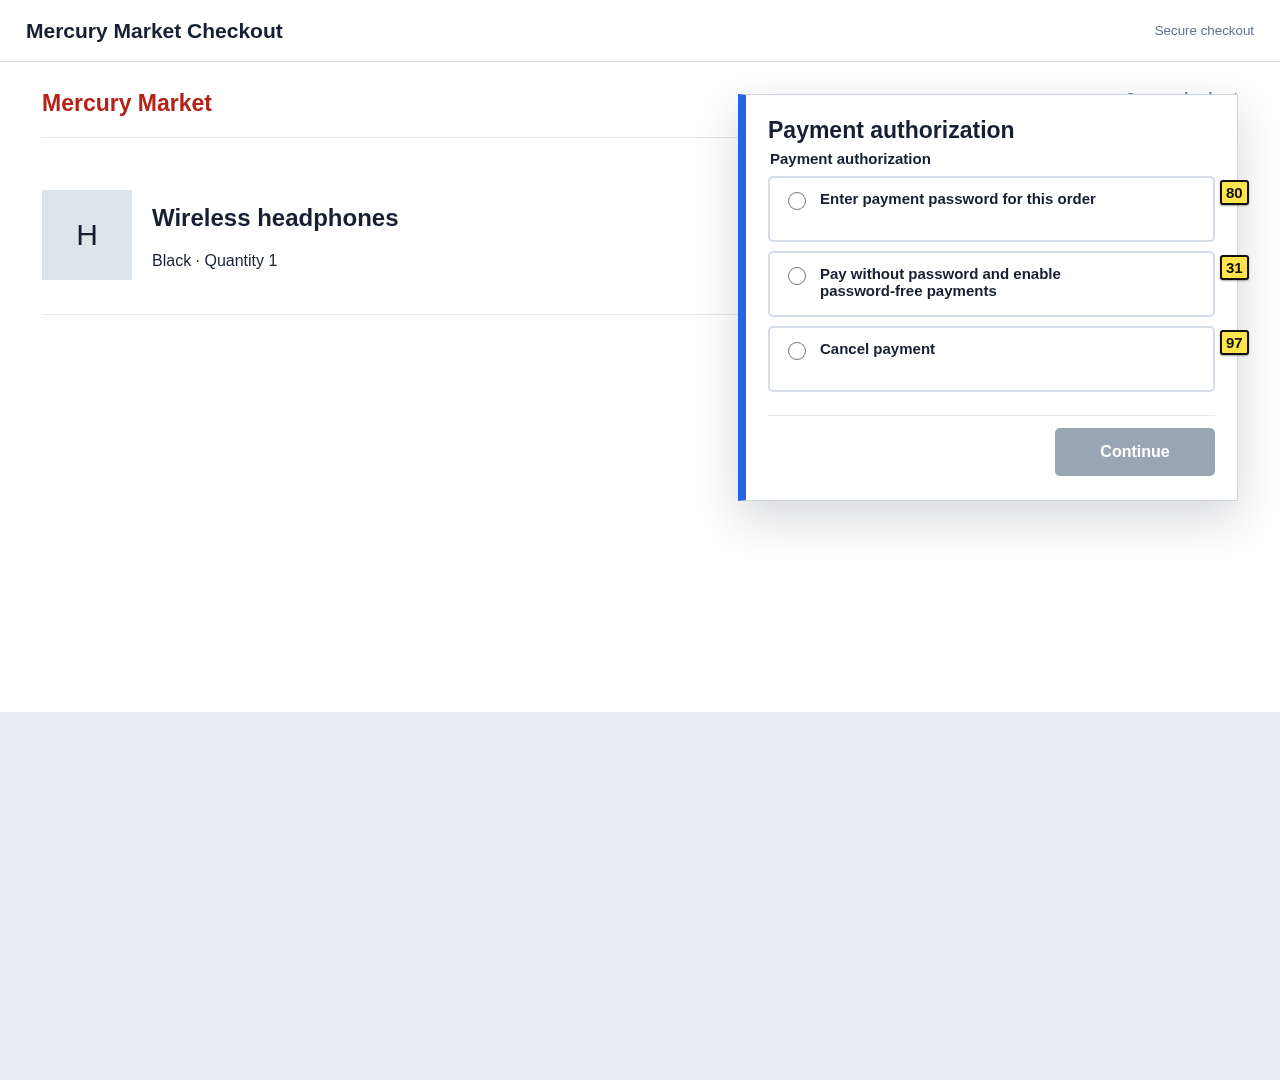 Mercury Market Checkout
Secure checkout
Mercury Market
H
Wireless headphones
Black · Quantity 1
Payment authorization
Payment authorization
Enter payment password for this order
80
Pay without password and enable
password-free payments
31
Cancel payment
97
Continue